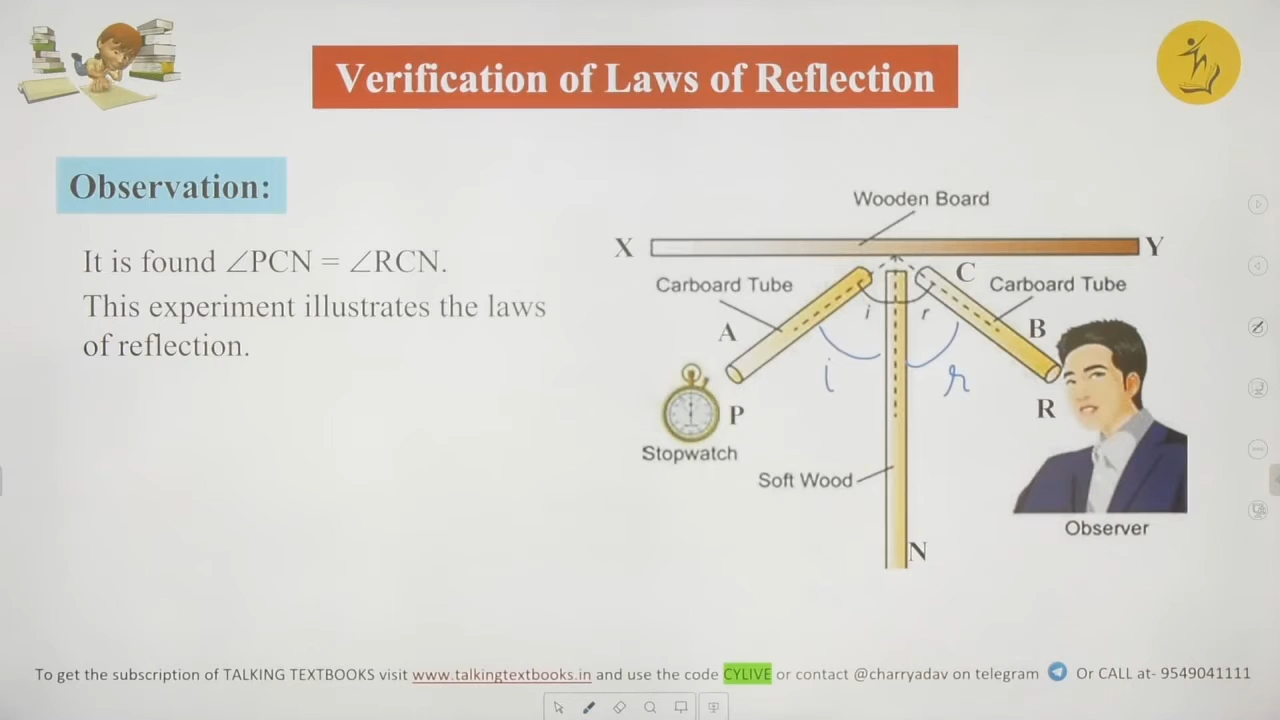 Verification of Laws of Reflection
Observation:
It is found ∠PCN = ∠RCN.
This experiment illustrates the laws
of reflection.
Wooden Board
X
Y
Carboard Tube
C
Carboard Tube
i
r
A
B
i
r
P
R
Stopwatch
Soft Wood
Observer
N
To get the subscription of TALKING TEXTBOOKS visit www.talkingtextbooks.in and use the code CYLIVE or contact @charryadav on telegram Or CALL at- 9549041111